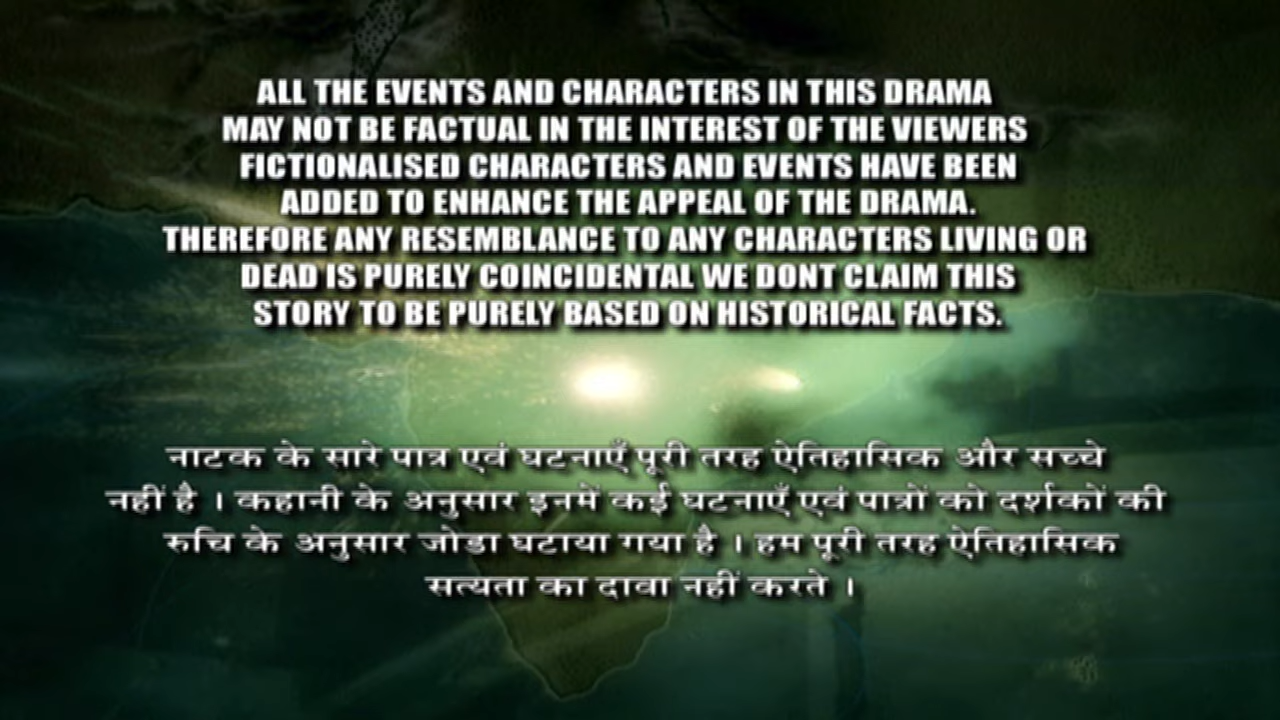 ALL THE EVENTS AND CHARACTERS IN THIS DRAMA
MAY NOT BE FACTUAL IN THE INTEREST OF THE VIEWERS
FICTIONALISED CHARACTERS AND EVENTS HAVE BEEN
ADDED TO ENHANCE THE APPEAL OF THE DRAMA.
THEREFORE ANY RESEMBLANCE TO ANY CHARACTERS LIVING OR
DEAD IS PURELY COINCIDENTAL WE DONT CLAIM THIS
STORY TO BE PURELY BASED ON HISTORICAL FACTS.
नाटक के सारे पात्र एवं घटनाएँ पूरी तरह ऐतिहासिक और सच्चे
नहीं है । कहानी के अनुसार इनमें कई घटनाएँ एवं पात्रों को दर्शकों की
रुचि के अनुसार जोडा घटाया गया है । हम पूरी तरह ऐतिहासिक
सत्यता का दावा नहीं करते ।